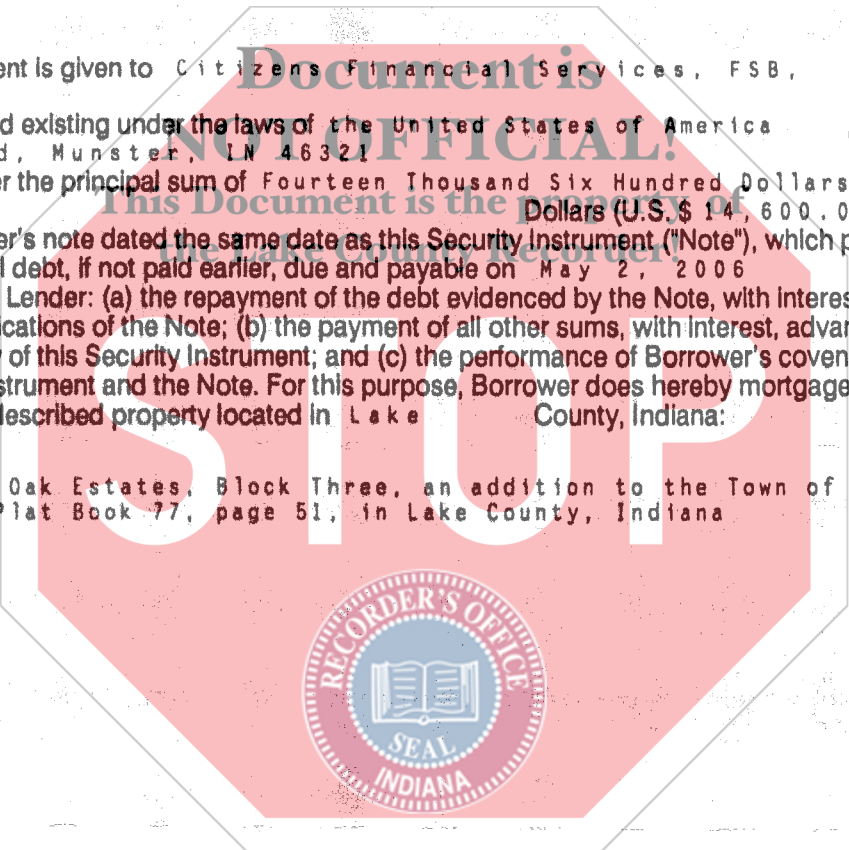 Document is
ent is given to Citizens Financial Services, FSB,
d existing under the laws of the United States of America
NOT OFFICIAL!
d, Munster, IN 46321
er the principal sum of Fourteen Thousand Six Hundred Dollars
This Document is the property of
Dollars (U.S.$ 14,600.0
er's note dated the same date as this Security Instrument ("Note"), which p
the Lake County Recorder!
l debt, if not paid earlier, due and payable on May 2, 2006
Lender: (a) the repayment of the debt evidenced by the Note, with interes
ications of the Note; (b) the payment of all other sums, with interest, advan
y of this Security Instrument; and (c) the performance of Borrower's coven
strument and the Note. For this purpose, Borrower does hereby mortgage
described property located in Lake County, Indiana:
STOP
Oak Estates, Block Three, an addition to the Town of
Plat Book 77, page 51, in Lake County, Indiana
RECORDER'S OFFICE
SEAL
INDIANA